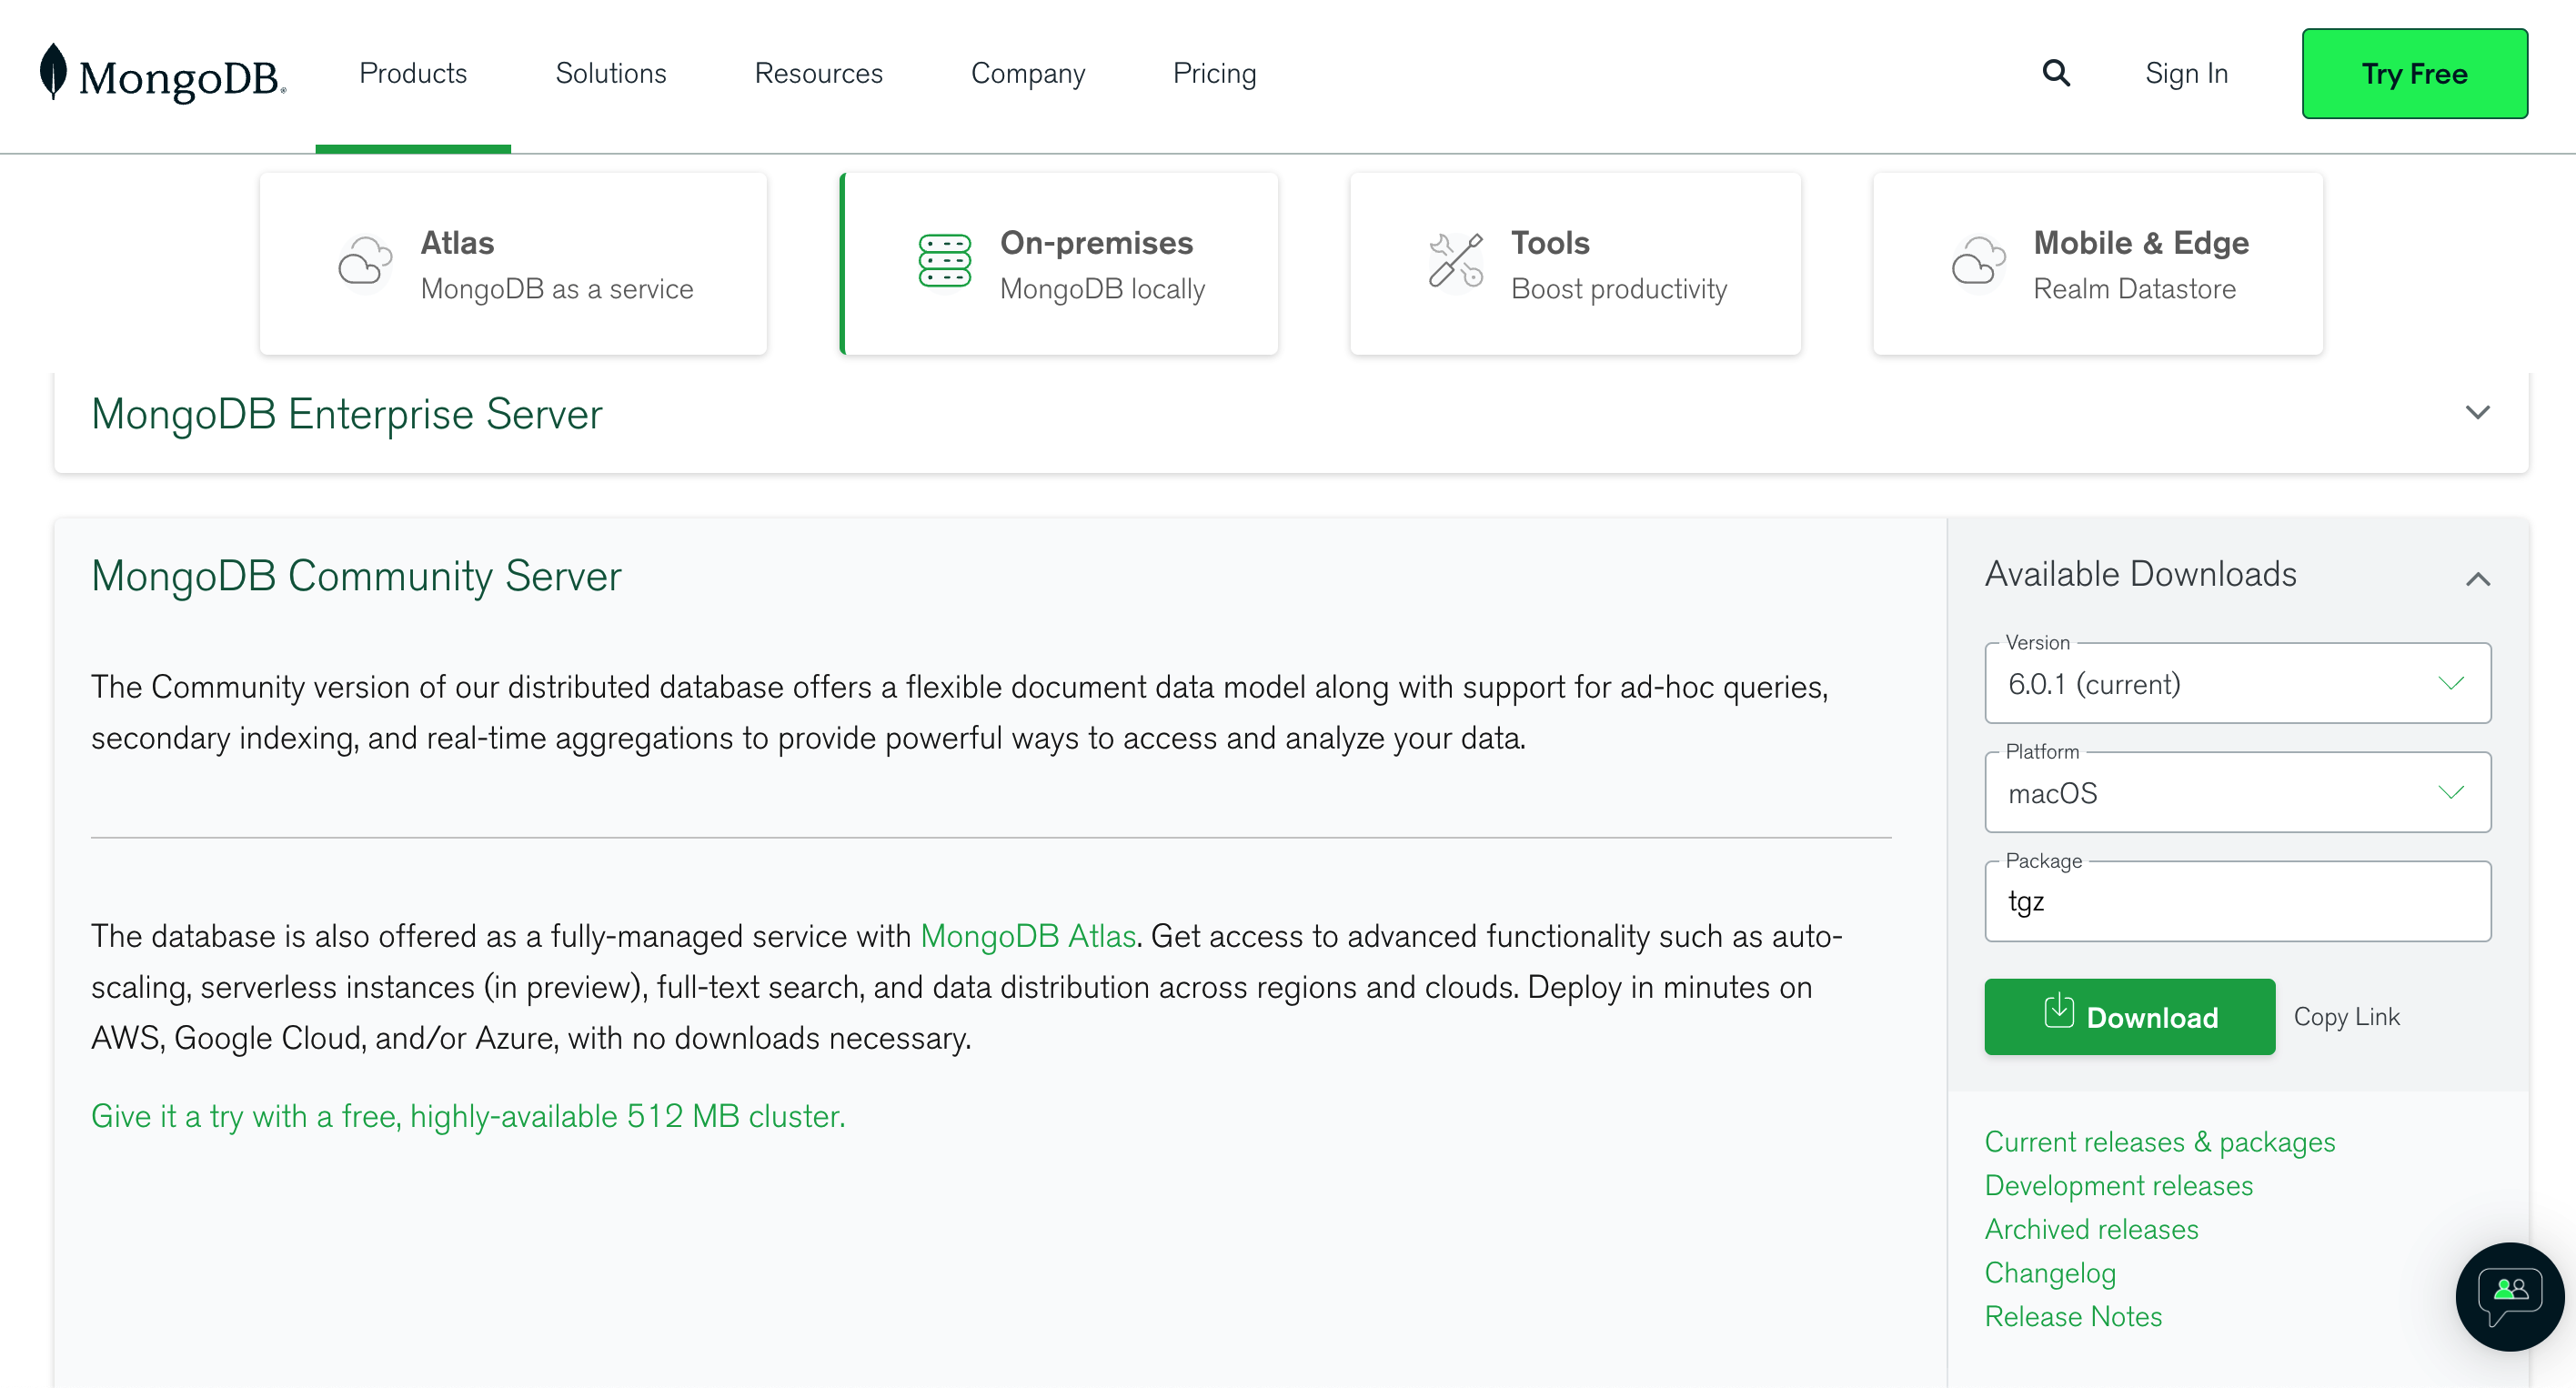 MongoDB®
Products
Solutions
Resources
Company
Pricing
Sign In
Try Free
Atlas
MongoDB as a service
On-premises
MongoDB locally
Tools
Boost productivity
Mobile & Edge
Realm Datastore
MongoDB Enterprise Server
MongoDB Community Server
The Community version of our distributed database offers a flexible document data model along with support for ad-hoc queries,
secondary indexing, and real-time aggregations to provide powerful ways to access and analyze your data.
The database is also offered as a fully-managed service with MongoDB Atlas. Get access to advanced functionality such as auto-
scaling, serverless instances (in preview), full-text search, and data distribution across regions and clouds. Deploy in minutes on
AWS, Google Cloud, and/or Azure, with no downloads necessary.
Give it a try with a free, highly-available 512 MB cluster.
Available Downloads
Version
6.0.1 (current)
Platform
macOS
Package
tgz
Download
Copy Link
Current releases & packages
Development releases
Archived releases
Changelog
Release Notes